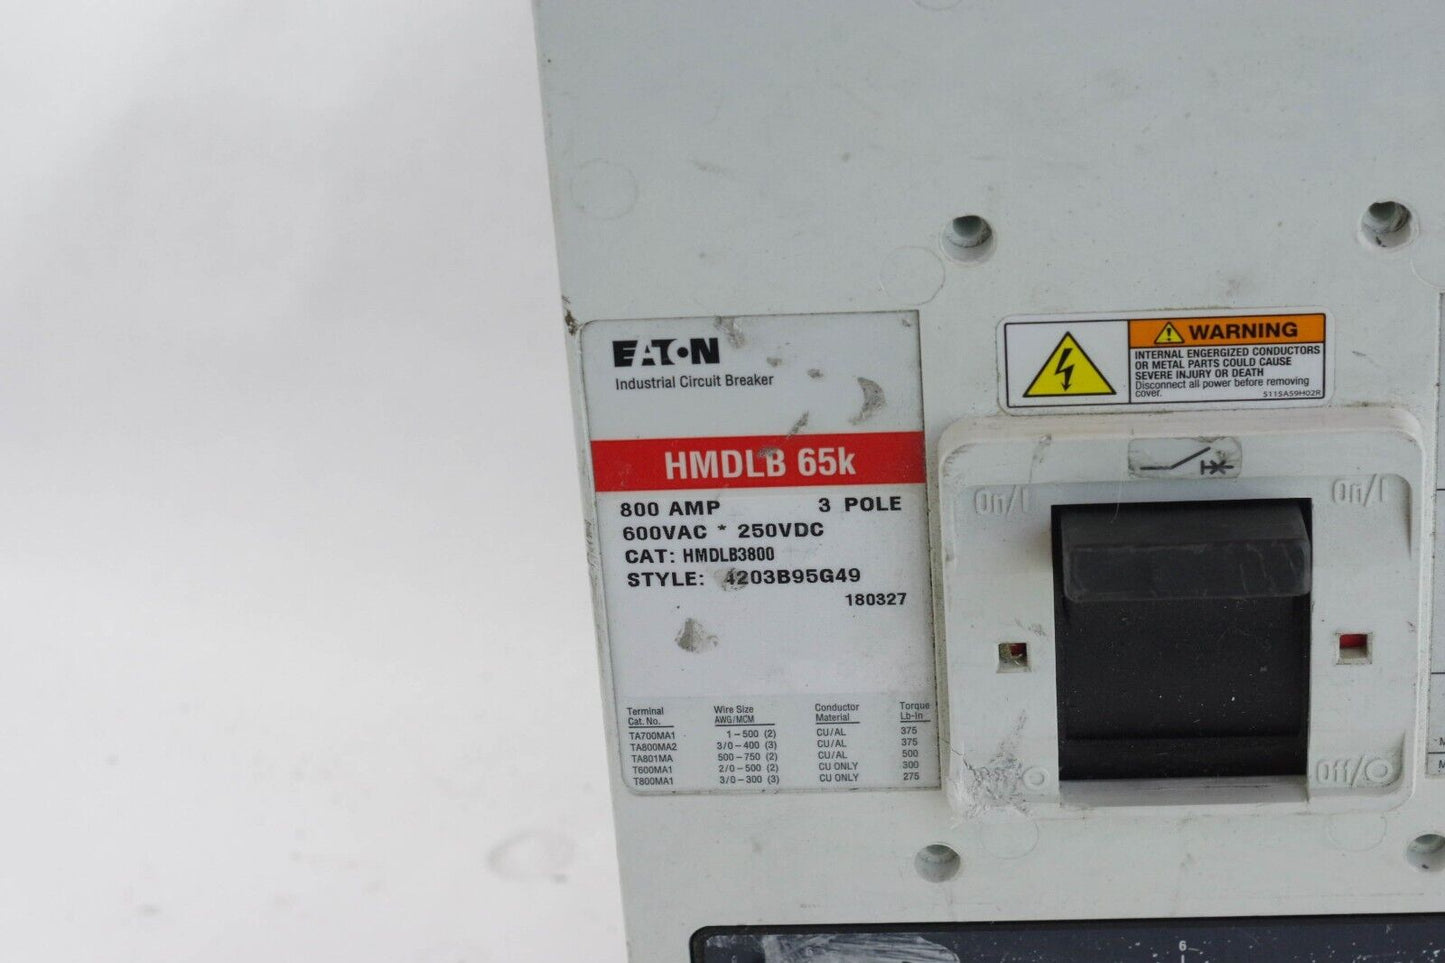 EATON
Industrial Circuit Breaker
HMDLB 65k
800 AMP 3 POLE
600VAC * 250VDC
CAT: HMDLB3800
STYLE: 4203B95G49
180327
Terminal Cat. No. Wire Size AWG/MCM Conductor Material Torque Lb-In
TA700MA1 1-500 (2) CU/AL 375
TA800MA2 3/0-400 (3) CU/AL 375
TA801MA 500-750 (2) CU/AL 500
T600MA1 2/0-500 (2) CU ONLY 300
T800MA1 3/0-300 (3) CU ONLY 275
WARNING
INTERNAL ENGERGIZED CONDUCTORS
OR METAL PARTS COULD CAUSE
SEVERE INJURY OR DEATH
Disconnect all power before removing
cover. S11SA59H02R
On/I On/I
Off/O
M
M
6